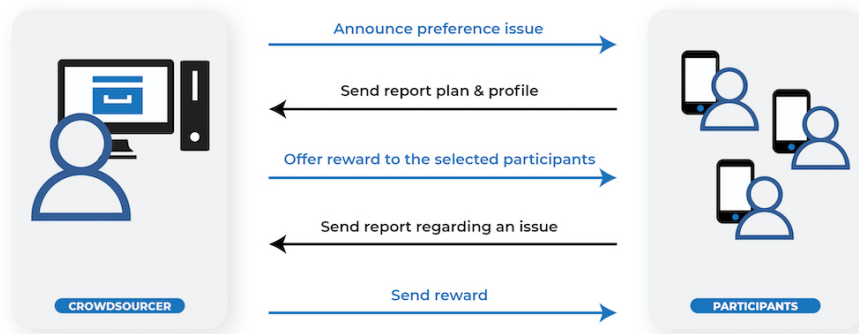 Announce preference issue
Send report plan & profile
Offer reward to the selected participants
Send report regarding an issue
Send reward
CROWDSOURCER
PARTICIPANTS